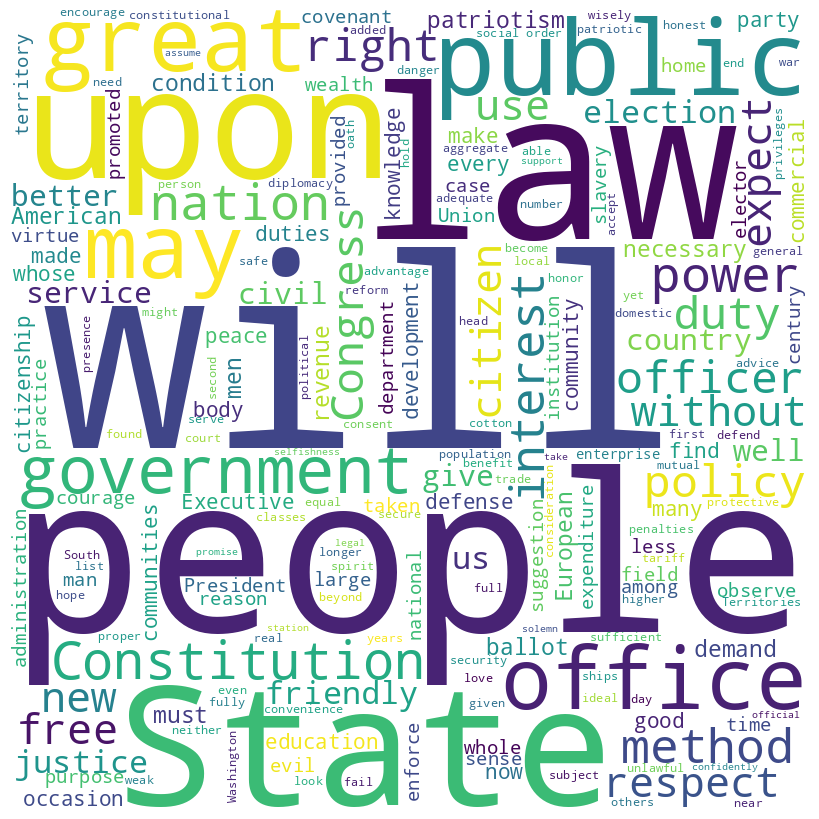 encourage
constitutional
wisely
great
covenant
patriotism
party
added
right
social order
patriotic
honest
assume
public
territory
need
condition
wealth
danger
home
end
war
upon
law
use
election
promoted
provided
oath
knowledge
hold
make
aggregate
able
support
expect
commercial
privileges
better
nation
person
diplomacy
every
adequate
case
number
slavery
accept
elector
American
Union
virtue
may
duties
made
whose
safe
Congress
advantage
become
local
citizen
interest
institution
honor
community
necessary
general
yet
power
century
service
civil
reform
development
domestic
duty
will
might
presence
peace
revenue
men
political
department
head
country
advice
citizenship
practice
second
body
serve
officer
found
court
consent
cotton
without
selfishness
population
enterprise
first
defend
government
benefit
take
find
well
trade
mutual
give
policy
courage
Executive
taken
defense
consideration
suggestion
European
expenditure
many
penalties
protective
people
equal
classes
secure
administration
communities
South
list
man
hope
promise
legal
longer
spirit
President
large
us
full
less
tariff
field
among
observe
reason
beyond
national
higher
Territories
proper
real
station
years
solemn
sufficient
Constitution
security
ballot
demand
office
love
ships
new
friendly
even
fully
convenience
given
ideal
day
official
free
State
must
good
time
neither
education
whole
method
justice
evil
sense
purpose
weak
Washington
look
fail
enforce
now
subject
unlawful
confidently
respect
occasion
others
near